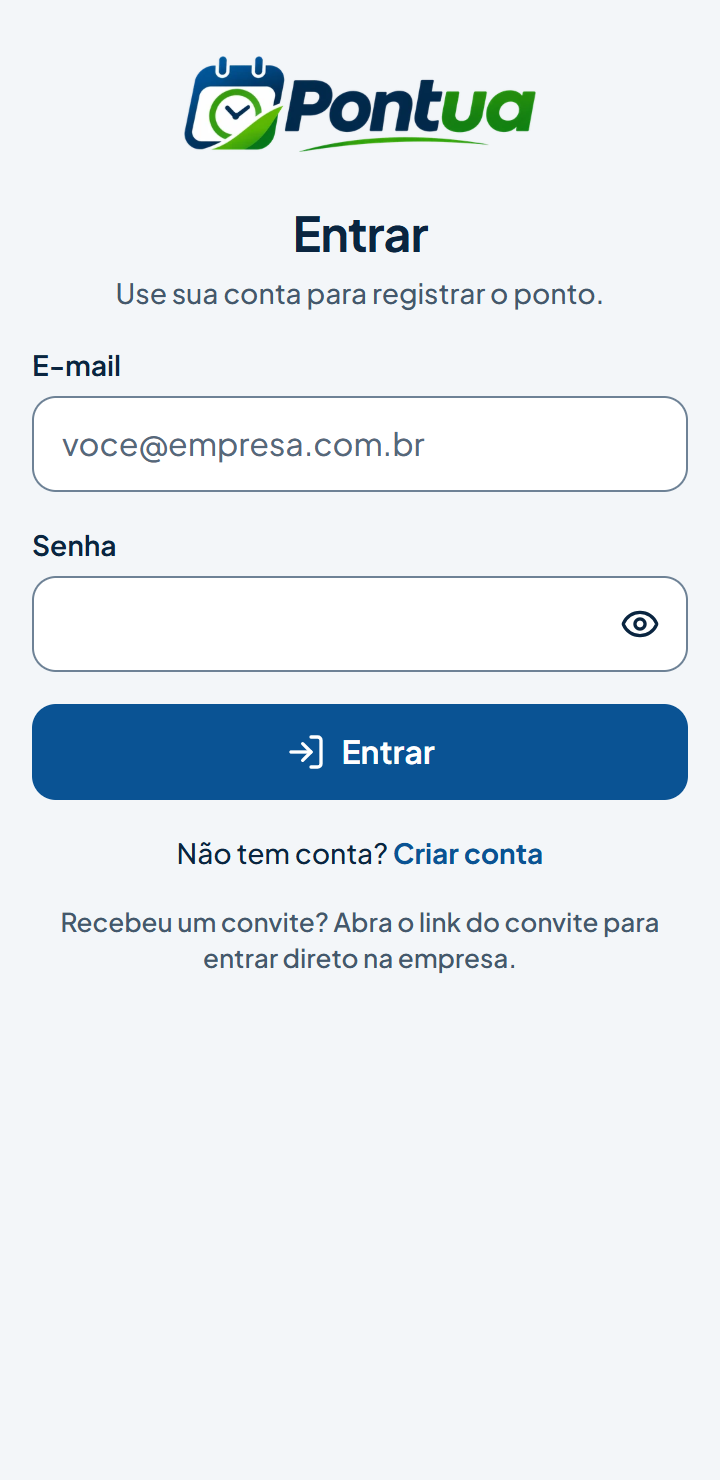 Pontua
Entrar
Use sua conta para registrar o ponto.
E-mail
voce@empresa.com.br
Senha
Entrar
Não tem conta? Criar conta
Recebeu um convite? Abra o link do convite para
entrar direto na empresa.